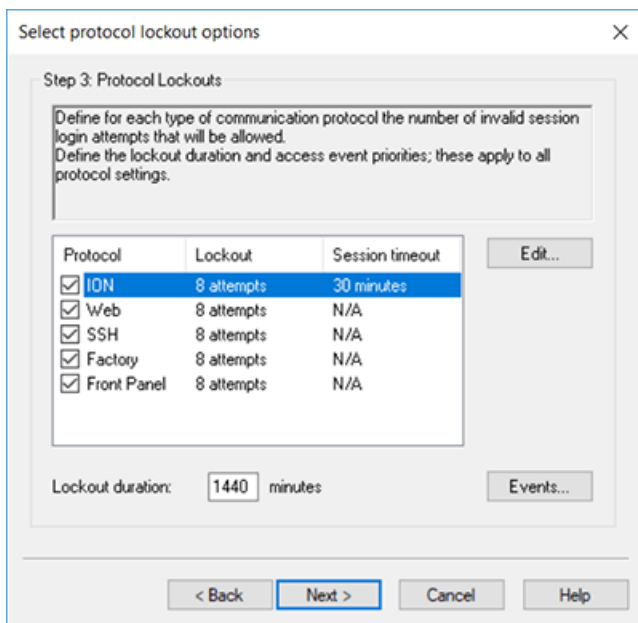 Select protocol lockout options
Step 3: Protocol Lockouts
Define for each type of communication protocol the number of invalid session
login attempts that will be allowed.
Define the lockout duration and access event priorities; these apply to all
protocol settings.
Protocol Lockout Session timeout
ION 8 attempts 30 minutes
Web 8 attempts N/A
SSH 8 attempts N/A
Factory 8 attempts N/A
Front Panel 8 attempts N/A
Edit...
Lockout duration: 1440 minutes
Events...
< Back Next > Cancel Help